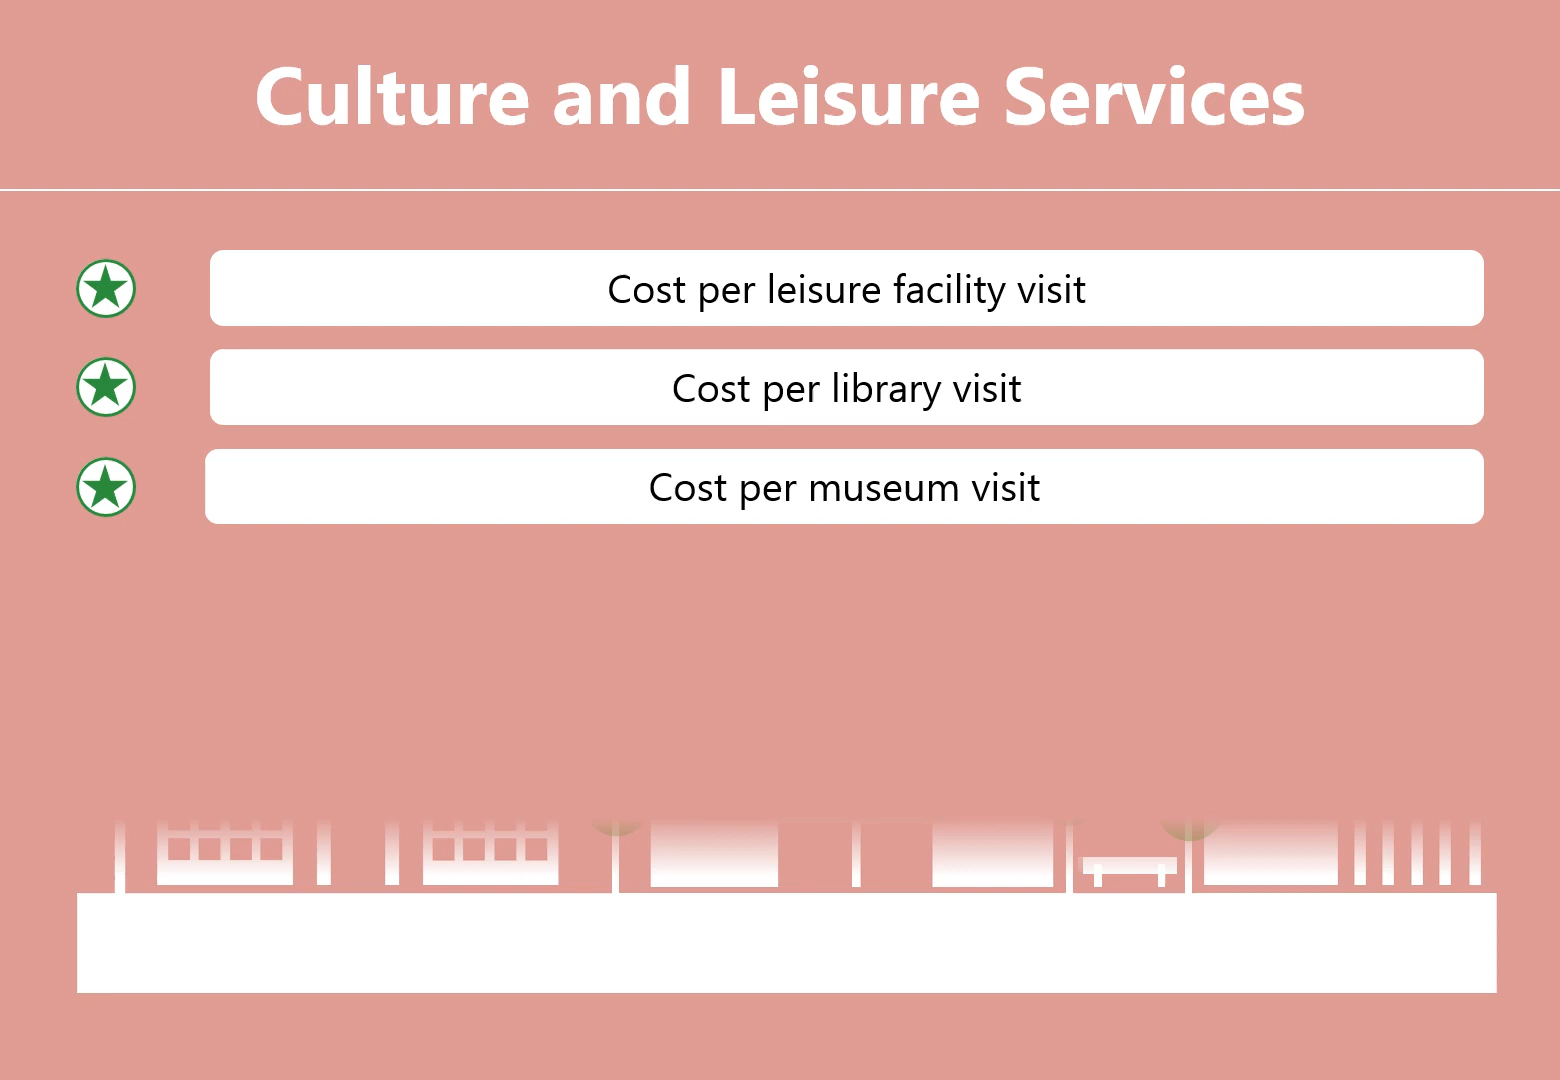 Culture and Leisure Services
Cost per leisure facility visit
Cost per library visit
Cost per museum visit